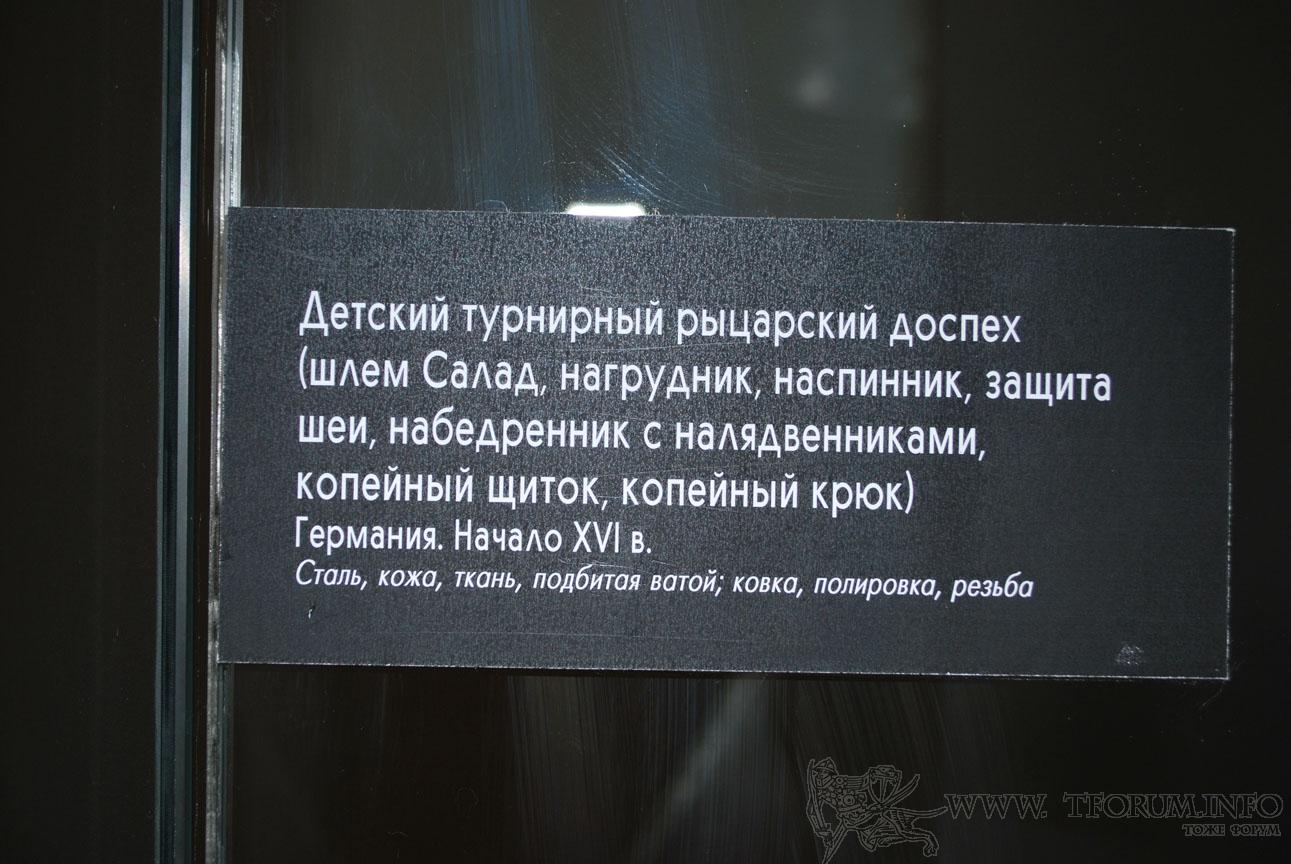 Детский турнирный рыцарский доспех
(шлем Салад, нагрудник, наспинник, защита
шеи, набедренник с налядвенниками,
копейный щиток, копейный крюк)
Германия. Начало XVI в.
Сталь, кожа, ткань, подбитая ватой; ковка, полировка, резьба
WWW. TFORUM.INFO
ТОЖЕ ФОРУМ